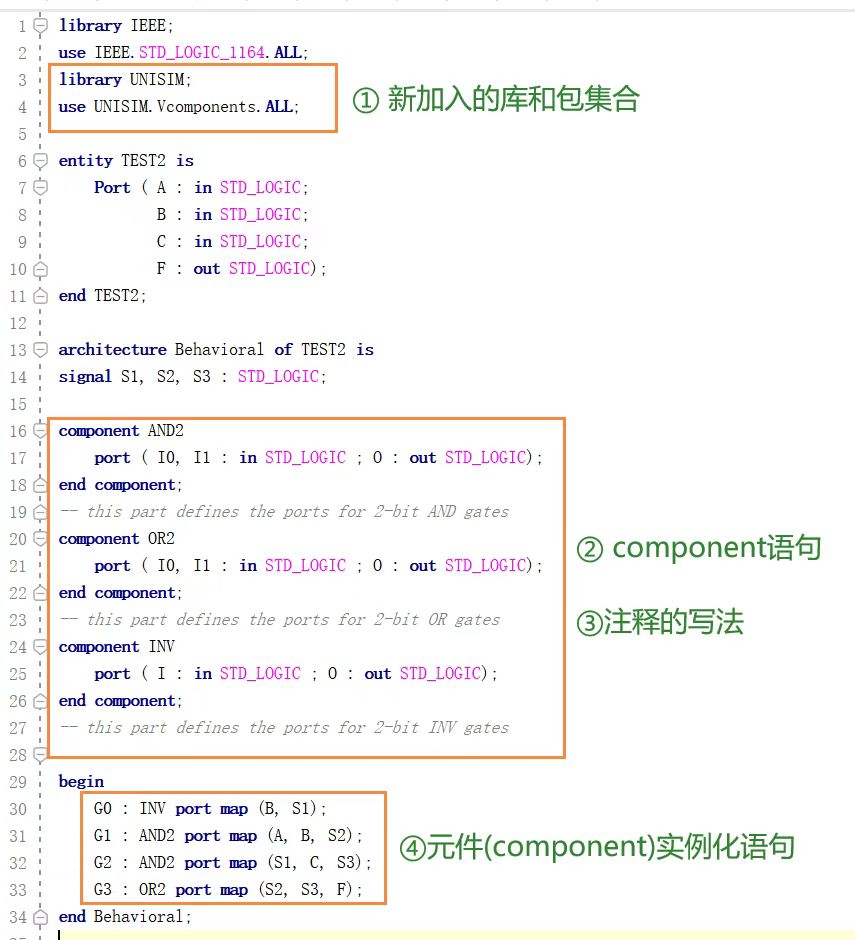 1 library IEEE;
2 use IEEE.STD_LOGIC_1164.ALL;
3 library UNISIM;
4 use UNISIM.Vcomponents.ALL;
① 新加入的库和包集合
5
6 entity TEST2 is
7 Port ( A : in STD_LOGIC;
8 B : in STD_LOGIC;
9 C : in STD_LOGIC;
10 F : out STD_LOGIC);
11 end TEST2;
12
13 architecture Behavioral of TEST2 is
14 signal S1, S2, S3 : STD_LOGIC;
15
16 component AND2
17 port ( I0, I1 : in STD_LOGIC ; O : out STD_LOGIC);
18 end component;
19 -- this part defines the ports for 2-bit AND gates
20 component OR2
21 port ( I0, I1 : in STD_LOGIC ; O : out STD_LOGIC);
22 end component;
23 -- this part defines the ports for 2-bit OR gates
24 component INV
25 port ( I : in STD_LOGIC ; O : out STD_LOGIC);
26 end component;
27 -- this part defines the ports for 2-bit INV gates
28
② component语句
③注释的写法
29 begin
30 G0 : INV port map (B, S1);
31 G1 : AND2 port map (A, B, S2);
32 G2 : AND2 port map (S1, C, S3);
33 G3 : OR2 port map (S2, S3, F);
④元件(component)实例化语句
34 end Behavioral;